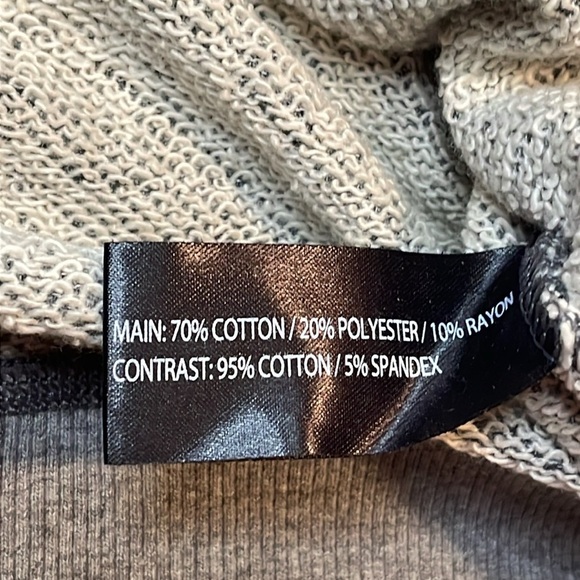 MAIN: 70% COTTON / 20% POLYESTER / 10% RAYON
CONTRAST: 95% COTTON / 5% SPANDEX